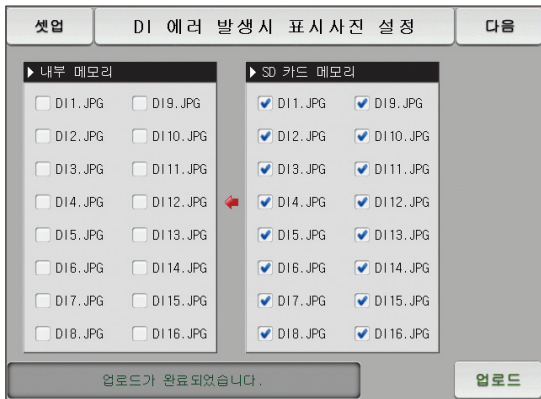 셋업 DI 에러 발생시 표시사진 설정 다음
▶ 내부 메모리 ▶ SD 카드 메모리
DI1.JPG DI9.JPG DI1.JPG DI9.JPG
DI2.JPG DI10.JPG DI2.JPG DI10.JPG
DI3.JPG DI11.JPG DI3.JPG DI11.JPG
DI4.JPG DI12.JPG DI4.JPG DI12.JPG
DI5.JPG DI13.JPG DI5.JPG DI13.JPG
DI6.JPG DI14.JPG DI6.JPG DI14.JPG
DI7.JPG DI15.JPG DI7.JPG DI15.JPG
DI8.JPG DI16.JPG DI8.JPG DI16.JPG
업로드가 완료되었습니다. 업로드